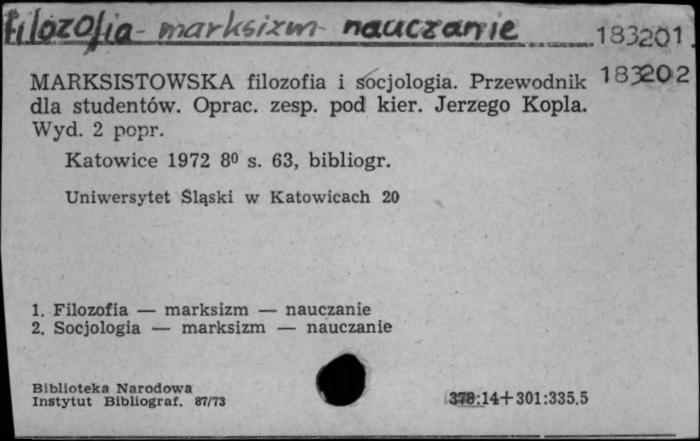 filozofia - marksizm - nauczanie
183201
183202
MARKSISTOWSKA filozofia i socjologia. Przewodnik
dla studentów. Oprac. zesp. pod kier. Jerzego Kopla.
Wyd. 2 popr.
Katowice 1972 8⁰ s. 63, bibliogr.
Uniwersytet Śląski w Katowicach 20
1. Filozofia — marksizm — nauczanie
2. Socjologia — marksizm — nauczanie
Biblioteka Narodowa
Instytut Bibliograf. 87/73
378:14+301:335.5